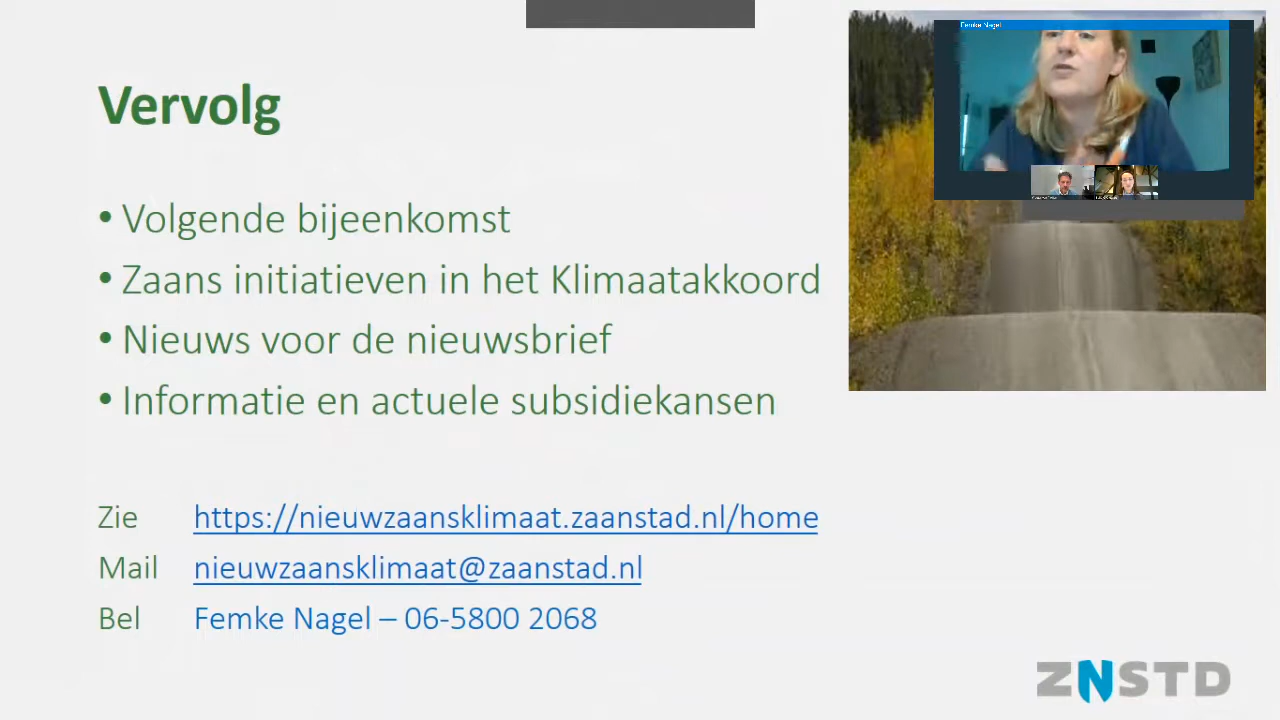 Femke Nagel
Vervolg
• Volgende bijeenkomst
• Zaans initiatieven in het Klimaatakkoord
• Nieuws voor de nieuwsbrief
• Informatie en actuele subsidiekansen
Zie https://nieuwzaansklimaat.zaanstad.nl/home
Mail nieuwzaansklimaat@zaanstad.nl
Bel Femke Nagel – 06-5800 2068
ZNSTD